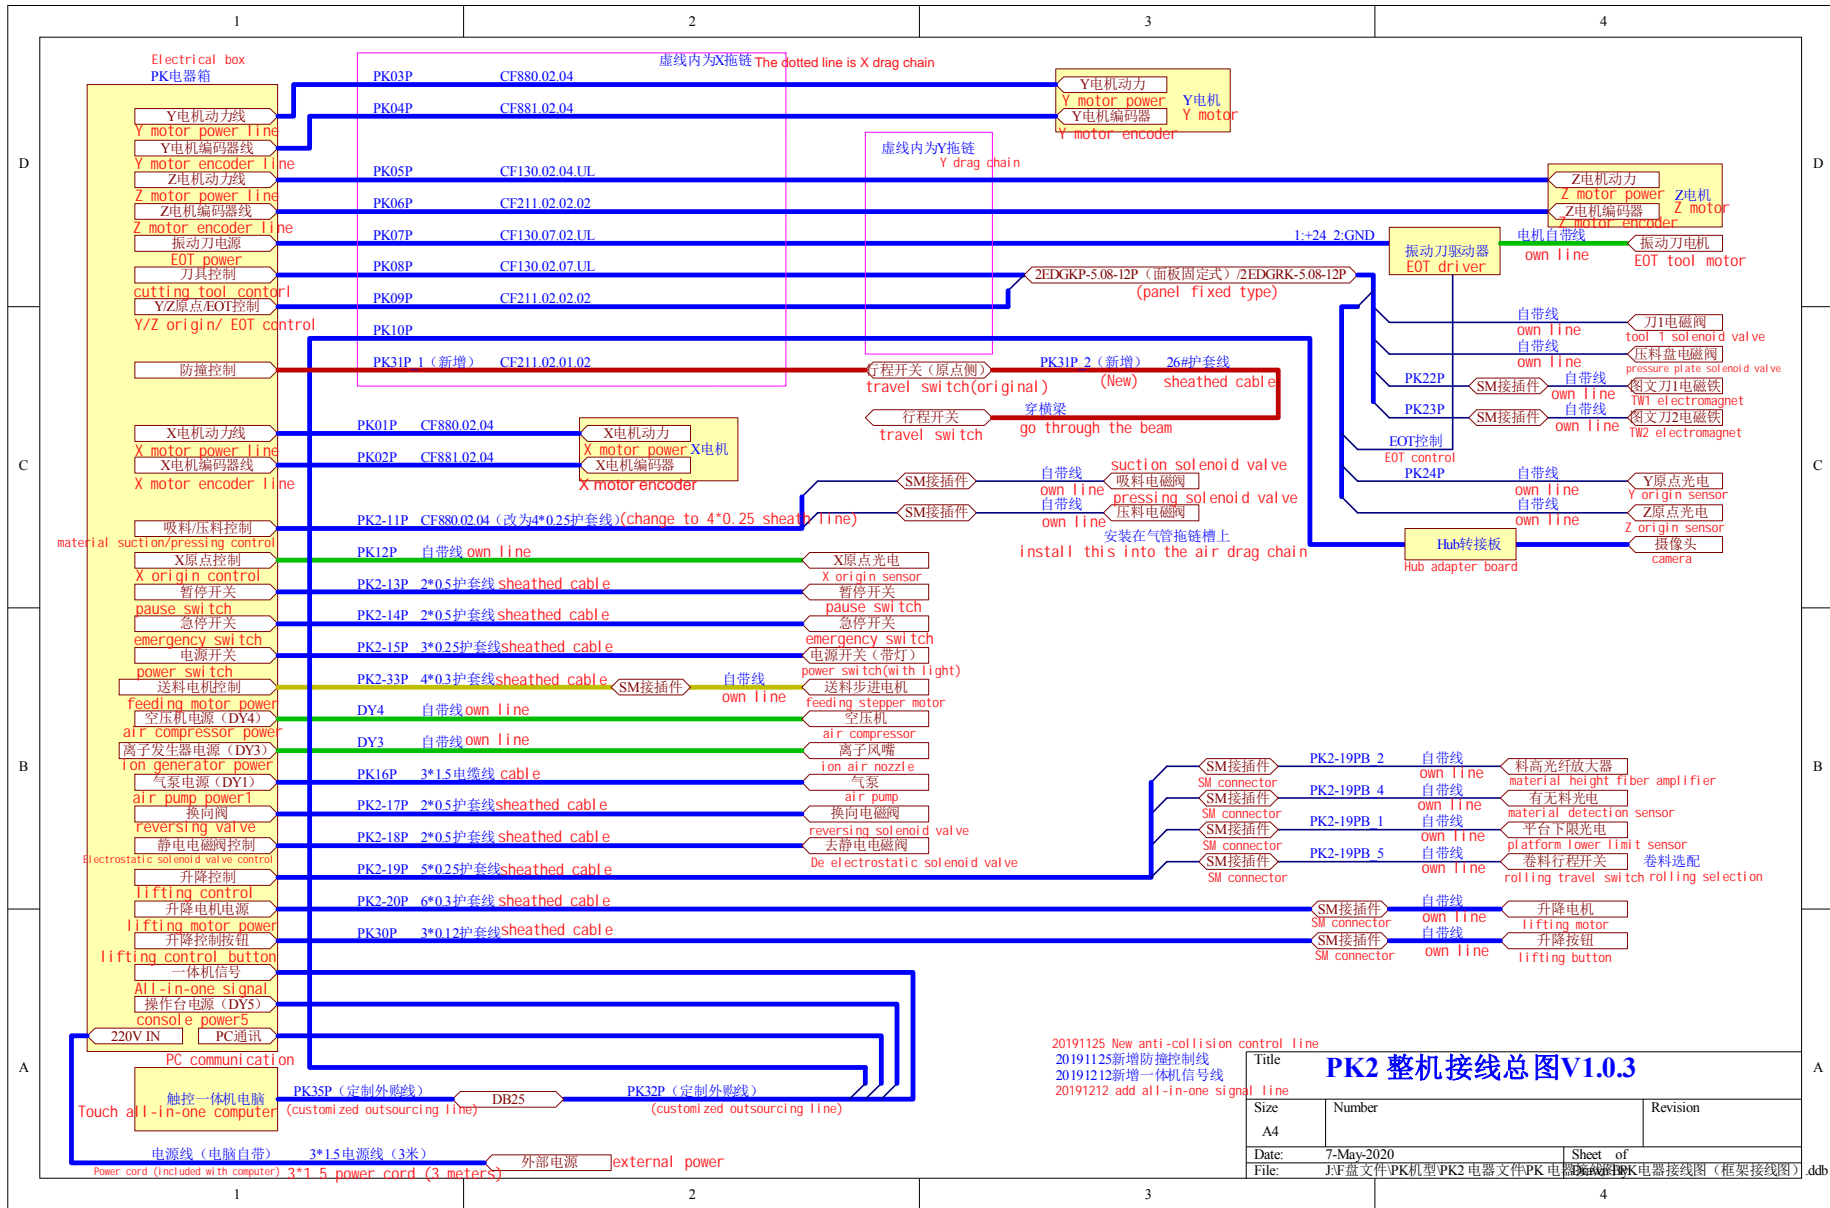 1 2 3 4
D
C
B
A
D
C
B
A
1 2 3 4
Electrical box
PK电器箱
Y电机动力线
Y motor power line
Y电机编码器线
Y motor encoder line
Z电机动力线
Z motor power line
Z电机编码器线
Z motor encoder line
振动刀电源
EOT power
刀具控制
cutting tool contorl
Y/Z原点/EOT控制
Y/Z origin/ EOT control
防撞控制
X电机动力线
X motor power line
X电机编码器线
X motor encoder line
吸料/压料控制
material suction/pressing control
X原点控制
X origin control
暂停开关
pause switch
急停开关
emergency switch
电源开关
power switch
送料电机控制
feeding motor power
空压机电源（DY4）
air compressor power
离子发生器电源（DY3）
ion generator power
气泵电源（DY1）
air pump power1
换向阀
reversing valve
静电电磁阀控制
Electrostatic solenoid valve control
升降控制
lifting control
升降电机电源
lifting motor power
升降控制按钮
lifting control button
一体机信号
All-in-one signal
操作台电源（DY5）
console power5
220V IN
PC通讯
PC communication
触控一体机电脑
Touch all-in-one computer
PK35P（定制外购线）
(customized outsourcing line)
DB25
PK32P（定制外购线）
(customized outsourcing line)
电源线（电脑自带）
Power cord (included with computer)
3*1.5电源线（3米）
3*1.5 power cord (3 meters)
外部电源
external power
虚线内为X拖链
The dotted line is X drag chain
PK03P CF880.02.04
PK04P CF881.02.04
Y电机动力
Y motor power
Y电机编码器
Y motor encoder
Y电机
Y motor
虚线内为Y拖链
Y drag chain
PK05P CF130.02.04.UL
PK06P CF211.02.02.02
Z电机动力
Z motor power
Z电机编码器
Z motor encoder
Z电机
Z motor
PK07P CF130.07.02.UL
1:+24 2:GND
振动刀驱动器
EOT driver
电机自带线
own line
振动刀电机
EOT tool motor
PK08P CF130.02.07.UL
2EDGKP-5.08-12P（面板固定式）/2EDGRK-5.08-12P
(panel fixed type)
PK09P CF211.02.02.02
PK10P
PK31P_1（新增） CF211.02.01.02
行程开关（原点侧）
travel switch(original)
PK31P_2（新增）
(New)
26#护套线
sheathed cable
行程开关
travel switch
穿横梁
go through the beam
自带线
own line
刀1电磁阀
tool 1 solenoid valve
自带线
own line
压料盘电磁阀
pressure plate solenoid valve
PK22P
SM接插件
自带线
own line
图文刀1电磁铁
TW1 electromagnet
PK23P
SM接插件
自带线
own line
图文刀2电磁铁
TW2 electromagnet
EOT控制
EOT control
PK24P
自带线
own line
Y原点光电
Y origin sensor
自带线
own line
Z原点光电
Z origin sensor
Hub转接板
Hub adapter board
摄像头
camera
PK01P CF880.02.04
PK02P CF881.02.04
X电机动力
X motor power
X电机编码器
X motor encoder
X电机
PK2-11P CF880.02.04（改为4*0.25护套线）(change to 4*0.25 sheath line)
SM接插件
自带线
own line
suction solenoid valve
吸料电磁阀
SM接插件
自带线
own line
pressing solenoid valve
压料电磁阀
安装在气管拖链槽上
install this into the air drag chain
PK12P 自带线 own line
X原点光电
X origin sensor
PK2-13P 2*0.5护套线 sheathed cable
暂停开关
pause switch
PK2-14P 2*0.5护套线 sheathed cable
急停开关
emergency switch
PK2-15P 3*0.25护套线 sheathed cable
电源开关（带灯）
power switch(with light)
PK2-33P 4*0.3护套线 sheathed cable
SM接插件
自带线
own line
送料步进电机
feeding stepper motor
DY4 自带线 own line
空压机
air compressor
DY3 自带线 own line
离子风嘴
ion air nozzle
PK16P 3*1.5电缆线 cable
气泵
air pump
PK2-17P 2*0.5护套线 sheathed cable
换向电磁阀
reversing solenoid valve
PK2-18P 2*0.5护套线 sheathed cable
去静电电磁阀
De electrostatic solenoid valve
PK2-19P 5*0.25护套线 sheathed cable
SM接插件
SM connector
PK2-19PB_2
自带线
own line
料高光纤放大器
material height fiber amplifier
SM接插件
SM connector
PK2-19PB_4
自带线
own line
有无料光电
material detection sensor
SM接插件
SM connector
PK2-19PB_1
自带线
own line
平台下限光电
platform lower limit sensor
SM接插件
SM connector
PK2-19PB_5
自带线
own line
卷料行程开关
rolling travel switch
卷料选配
rolling selection
PK2-20P 6*0.3护套线 sheathed cable
SM接插件
SM connector
自带线
own line
升降电机
lifting motor
PK30P 3*0.12护套线 sheathed cable
SM接插件
SM connector
自带线
own line
升降按钮
lifting button
20191125 New anti-collision control line
20191125新增防撞控制线
20191212新增一体机信号线
20191212 add all-in-one signal line
Title
PK2 整机接线总图V1.0.3
Size
A4
Number
Revision
Date: 7-May-2020
Sheet of
File: J:\F盘文件\PK机型\PK2 电器文件\PK 电器接线图\PK电器接线图（框架接线图）.ddb